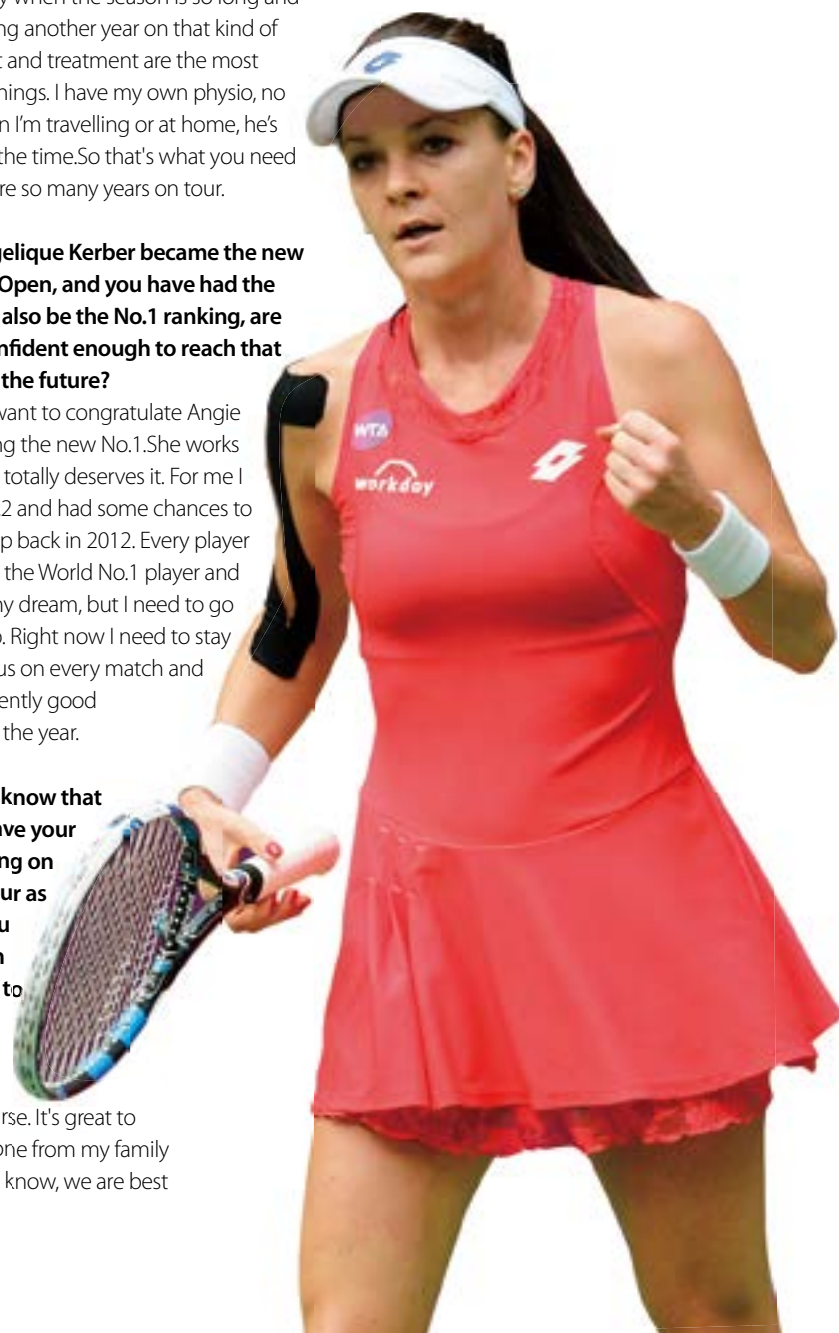 y when the season is so long and
ng another year on that kind of
t and treatment are the most
hings. I have my own physio, no
n I'm travelling or at home, he's
the time.So that's what you need
re so many years on tour.
gelique Kerber became the new
Open, and you have had the
also be the No.1 ranking, are
nfident enough to reach that
the future?
want to congratulate Angie
ng the new No.1.She works
totally deserves it. For me I
.2 and had some chances to
p back in 2012. Every player
the World No.1 player and
ny dream, but I need to go
o. Right now I need to stay
us on every match and
ently good
the year.
know that
ave your
ng on
ur as
u
n
to
rse. It's great to
one from my family
know, we are best
WTA
workday